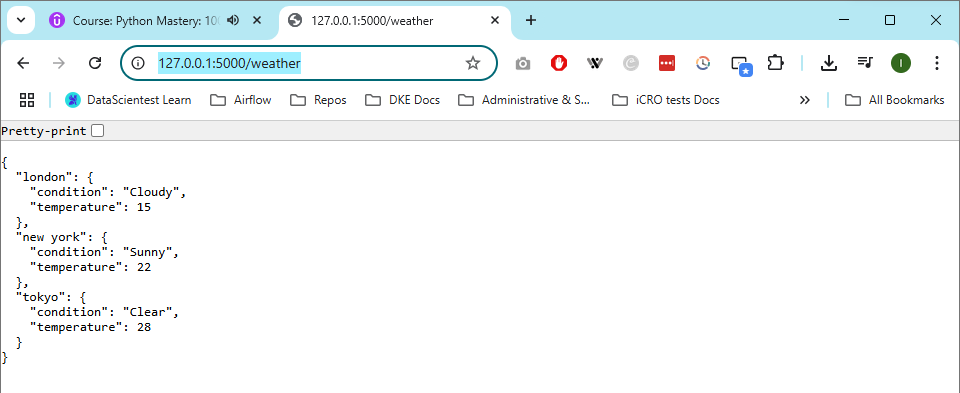 Course: Python Mastery: 10
127.0.0.1:5000/weather
127.0.0.1:5000/weather
I
DataScientest Learn
Airflow
Repos
DKE Docs
Administrative & S...
iCRO tests Docs
All Bookmarks
Pretty-print
{
  "london": {
    "condition": "Cloudy",
    "temperature": 15
  },
  "new york": {
    "condition": "Sunny",
    "temperature": 22
  },
  "tokyo": {
    "condition": "Clear",
    "temperature": 28
  }
}